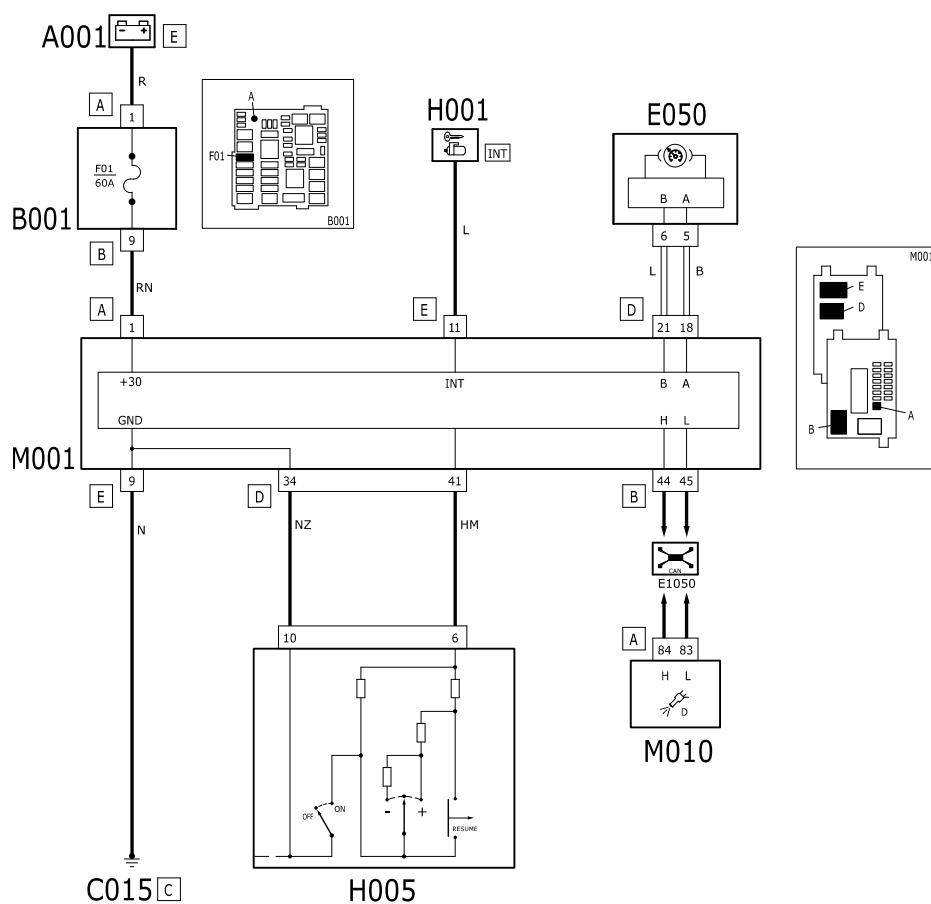 A001 - + E
R
A 1
F01
60A
B001
9
B
RN
A 1
A
F01
B001
H001
INT
L
E 11
E050
B A
6 5
L B
D 21 18
M001
E
D
A
B
+30 INT B A
GND H L
M001
E 9
D 34 41
B 44 45
N
NZ HM
CAN
E1050
A 84 83
H L
D
M010
10 6
OFF ON
- +
RESUME
C015 C
H005